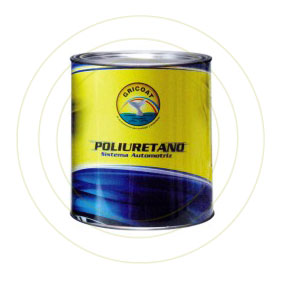 GRICOAT
POLIURETANO
Sistema Automotriz